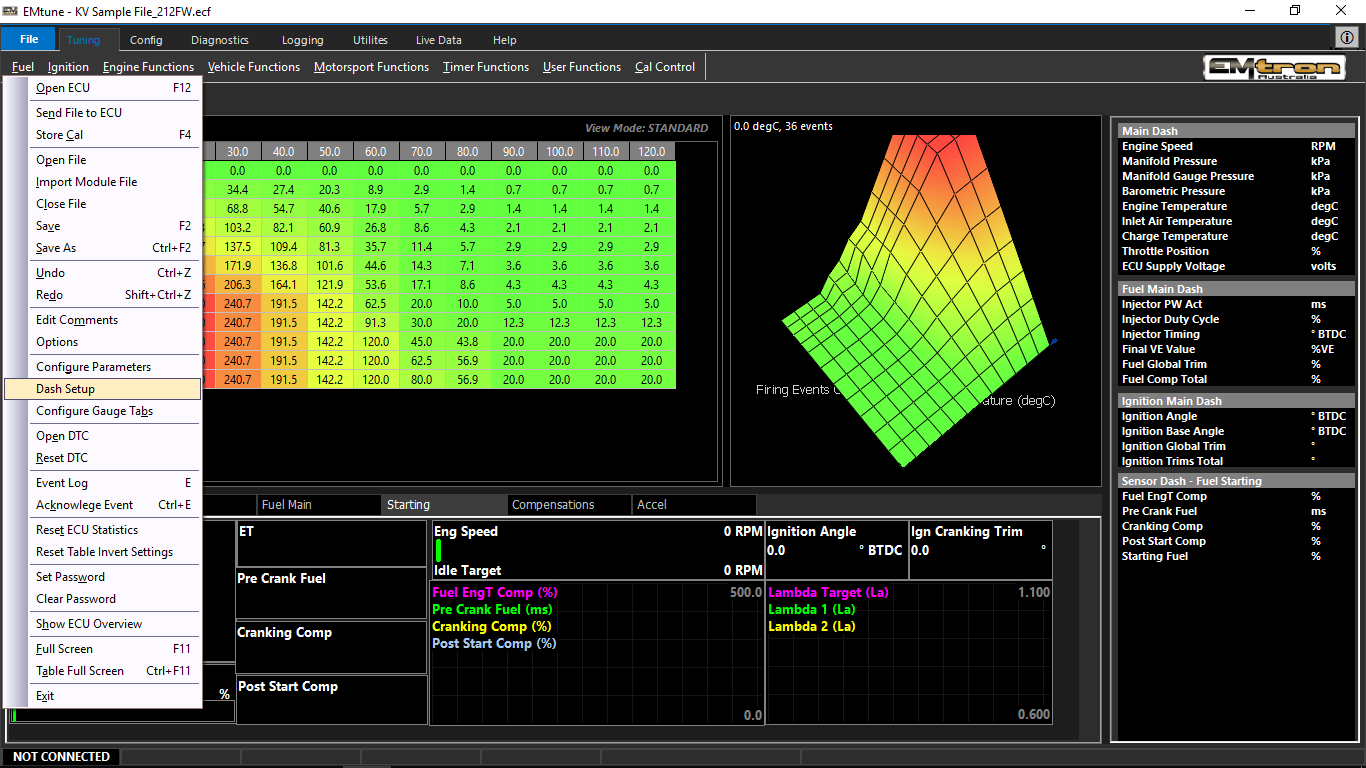 EMtune - KV Sample File_212FW.ecf
File Tuning Config Diagnostics Logging Utilites Live Data Help
Fuel Ignition Engine Functions Vehicle Functions Motorsport Functions Timer Functions User Functions Cal Control
EMtron
Australia
Open ECU F12
Send File to ECU
Store Cal F4
Open File
Import Module File
Close File
Save F2
Save As Ctrl+F2
Undo Ctrl+Z
Redo Shift+Ctrl+Z
Edit Comments
Options
Configure Parameters
Dash Setup
Configure Gauge Tabs
Open DTC
Reset DTC
Event Log E
Acknowlege Event Ctrl+E
Reset ECU Statistics
Reset Table Invert Settings
Set Password
Clear Password
Show ECU Overview
Full Screen F11
Table Full Screen Ctrl+F11
Exit
View Mode: STANDARD
30.0 40.0 50.0 60.0 70.0 80.0 90.0 100.0 110.0 120.0
0.0 0.0 0.0 0.0 0.0 0.0 0.0 0.0 0.0 0.0
34.4 27.4 20.3 8.9 2.9 1.4 0.7 0.7 0.7 0.7
68.8 54.7 40.6 17.9 5.7 2.9 1.4 1.4 1.4 1.4
103.2 82.1 60.9 26.8 8.6 4.3 2.1 2.1 2.1 2.1
137.5 109.4 81.3 35.7 11.4 5.7 2.9 2.9 2.9 2.9
171.9 136.8 101.6 44.6 14.3 7.1 3.6 3.6 3.6 3.6
206.3 164.1 121.9 53.6 17.1 8.6 4.3 4.3 4.3 4.3
240.7 191.5 142.2 62.5 20.0 10.0 5.0 5.0 5.0 5.0
240.7 191.5 142.2 91.3 30.0 20.0 12.3 12.3 12.3 12.3
240.7 191.5 142.2 120.0 45.0 43.8 20.0 20.0 20.0 20.0
240.7 191.5 142.2 120.0 62.5 56.9 20.0 20.0 20.0 20.0
240.7 191.5 142.2 120.0 80.0 56.9 20.0 20.0 20.0 20.0
0.0 degC, 36 events
Firing Events
ature (degC)
Main Dash
Engine Speed RPM
Manifold Pressure kPa
Manifold Gauge Pressure kPa
Barometric Pressure kPa
Engine Temperature degC
Inlet Air Temperature degC
Charge Temperature degC
Throttle Position %
ECU Supply Voltage volts
Fuel Main Dash
Injector PW Act ms
Injector Duty Cycle %
Injector Timing ° BTDC
Final VE Value %VE
Fuel Global Trim %
Fuel Comp Total %
Ignition Main Dash
Ignition Angle ° BTDC
Ignition Base Angle ° BTDC
Ignition Global Trim °
Ignition Trims Total °
Sensor Dash - Fuel Starting
Fuel EngT Comp %
Pre Crank Fuel ms
Cranking Comp %
Post Start Comp %
Starting Fuel %
Fuel Main Starting Compensations Accel
%
ET
Pre Crank Fuel
Cranking Comp
Post Start Comp
Eng Speed 0 RPM
Idle Target 0 RPM
Ignition Angle
0.0 ° BTDC
Ign Cranking Trim
0.0 °
Fuel EngT Comp (%) 500.0
Pre Crank Fuel (ms)
Cranking Comp (%)
Post Start Comp (%)
0.0
Lambda Target (La) 1.100
Lambda 1 (La)
Lambda 2 (La)
0.600
NOT CONNECTED